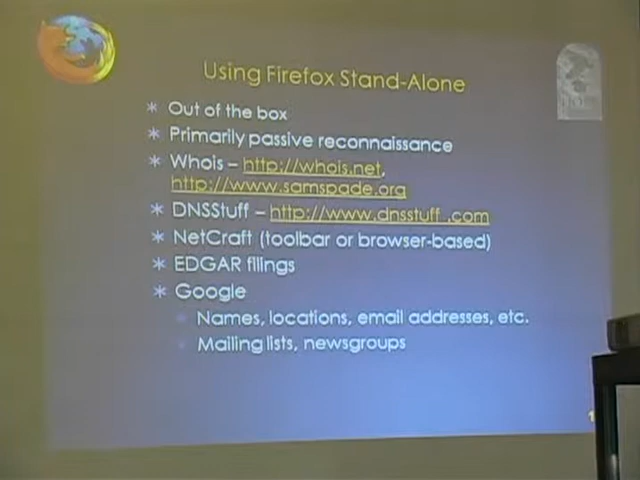 Using Firefox Stand-Alone
* Out of the box
* Primarily passive reconnaissance
* Whois – http://whois.net,
http://www.samspade.org
* DNSStuff – http://www.dnsstuff .com
* NetCraft (toolbar or browser-based)
* EDGAR filings
* Google
Names, locations, email addresses, etc.
Mailing lists, newsgroups